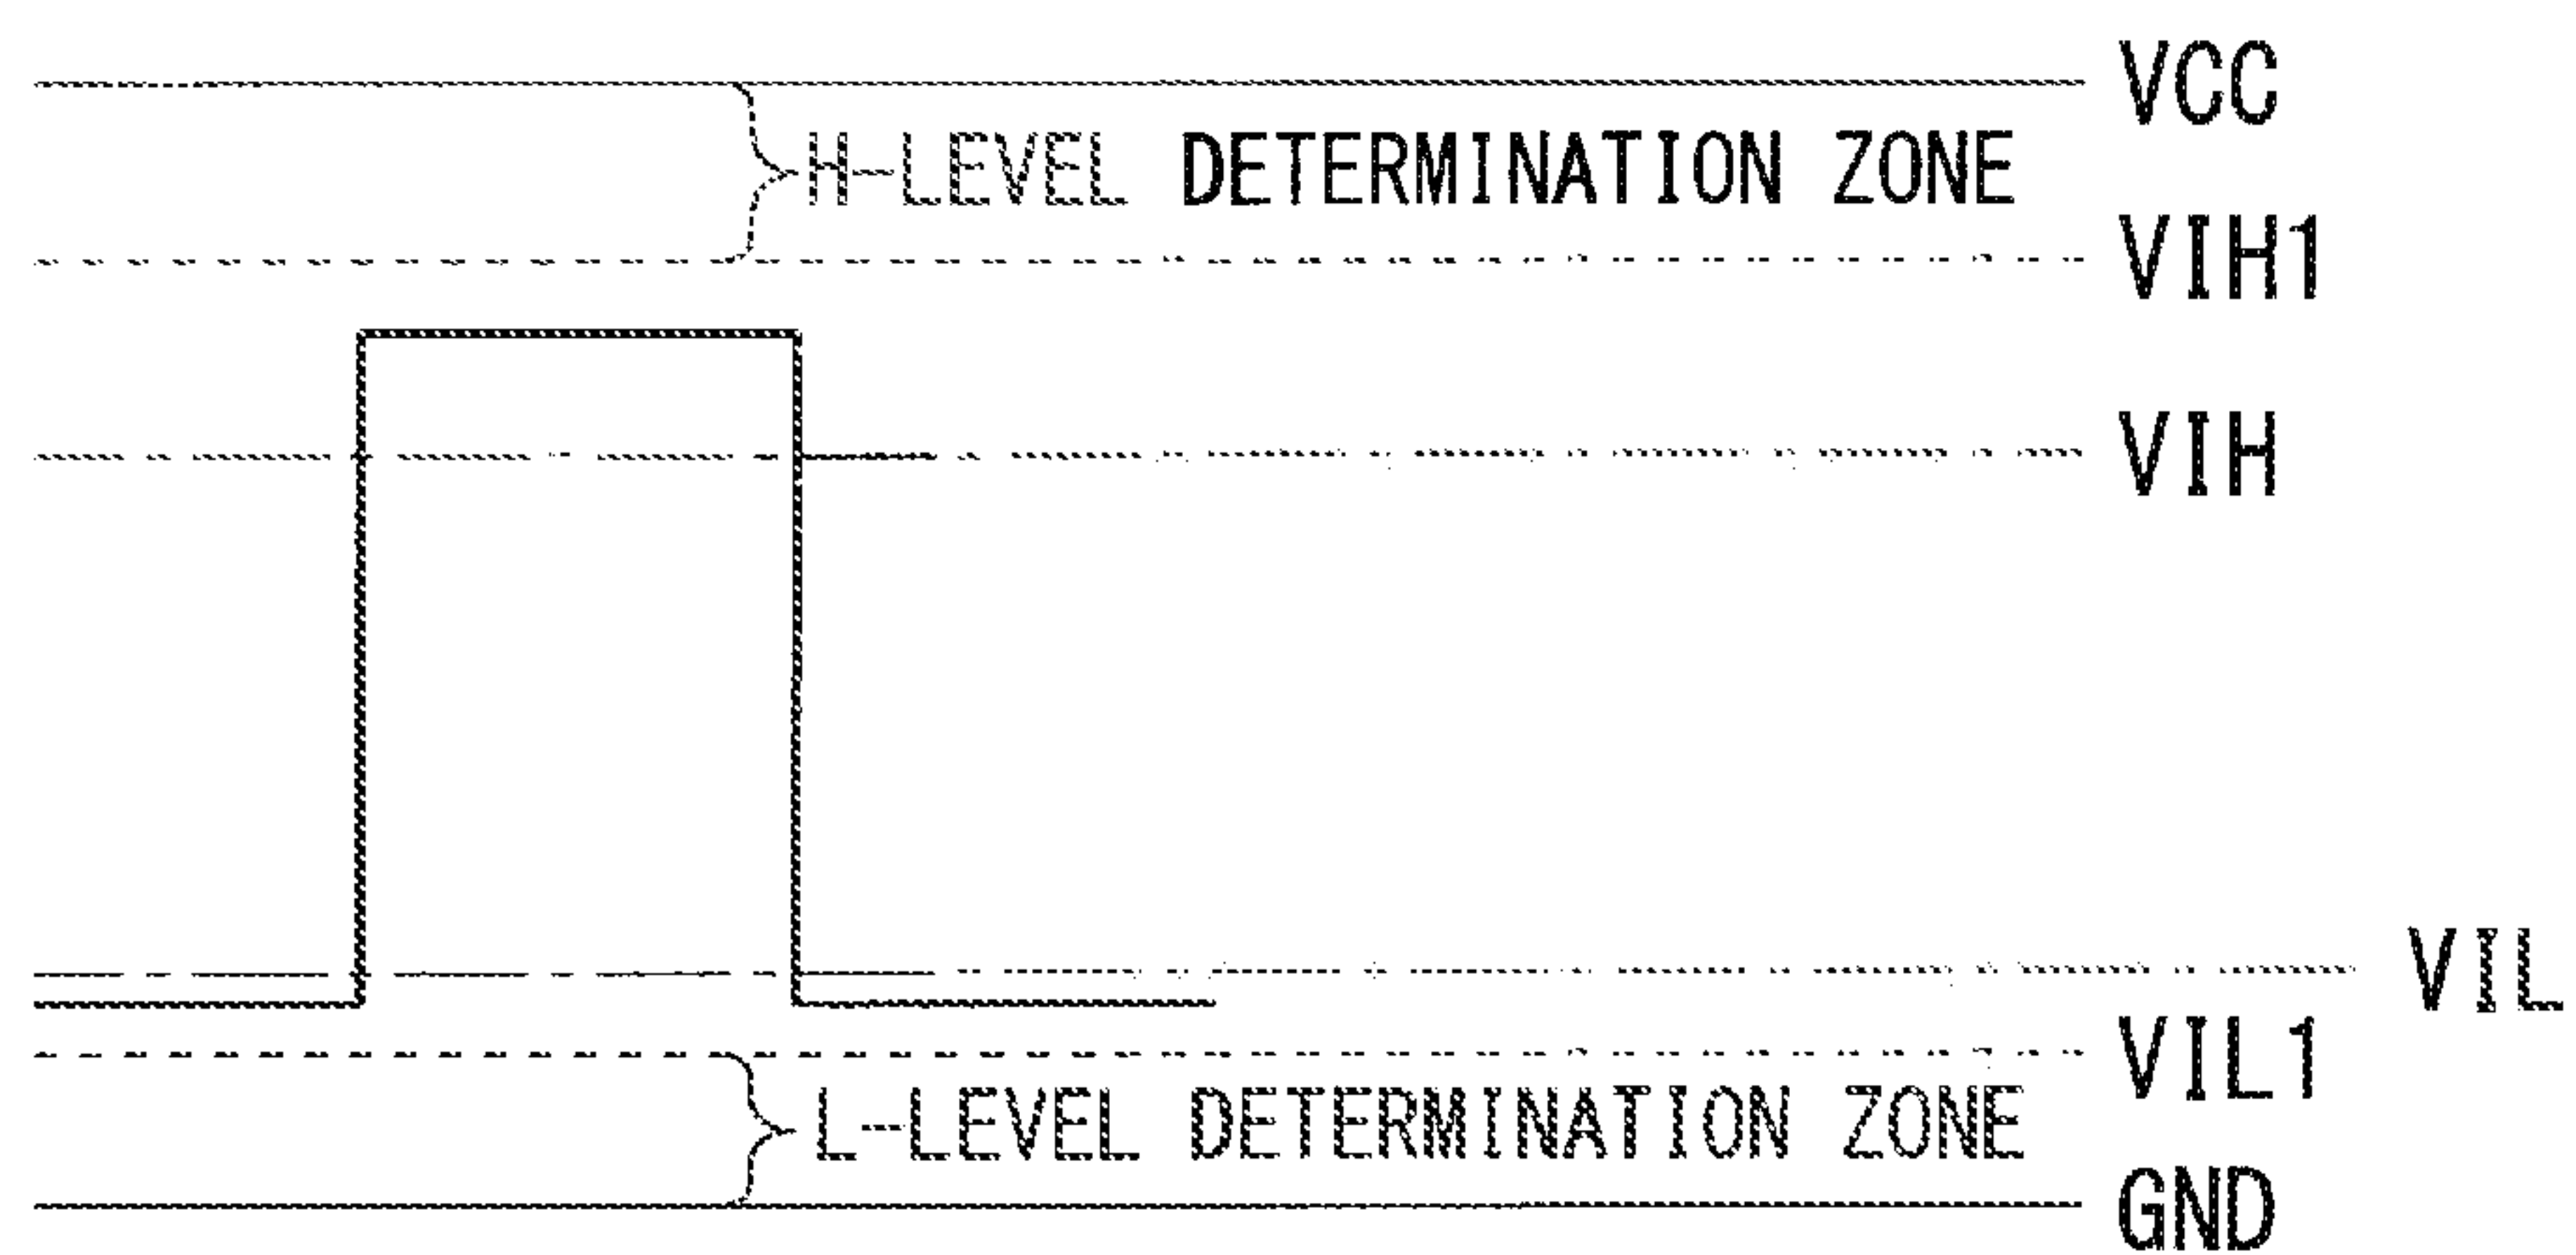 VCC
H-LEVEL DETERMINATION ZONE
VIH1
VIH
VIL
VIL1
L-LEVEL DETERMINATION ZONE
GND